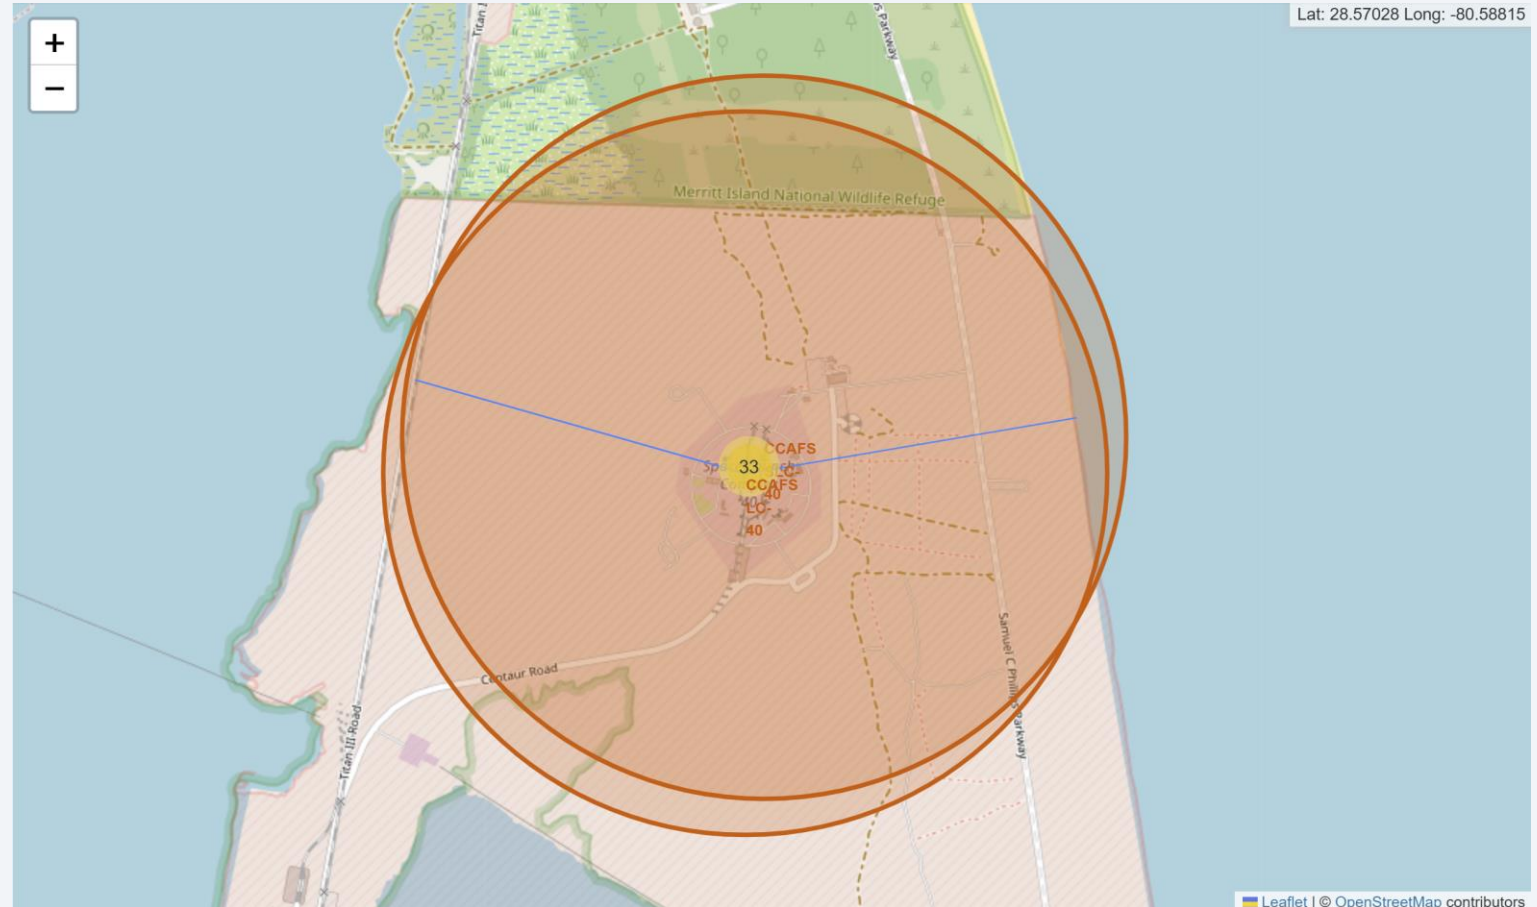 +
−
Lat: 28.57028 Long: -80.58815
Titan I
s Parkway
Merritt Island National Wildlife Refuge
CCAFS
33
CCAFS
40
LC-
40
Centaur Road
Samuel C Phillips Parkway
Titan III Road
Leaflet | © OpenStreetMap contributors